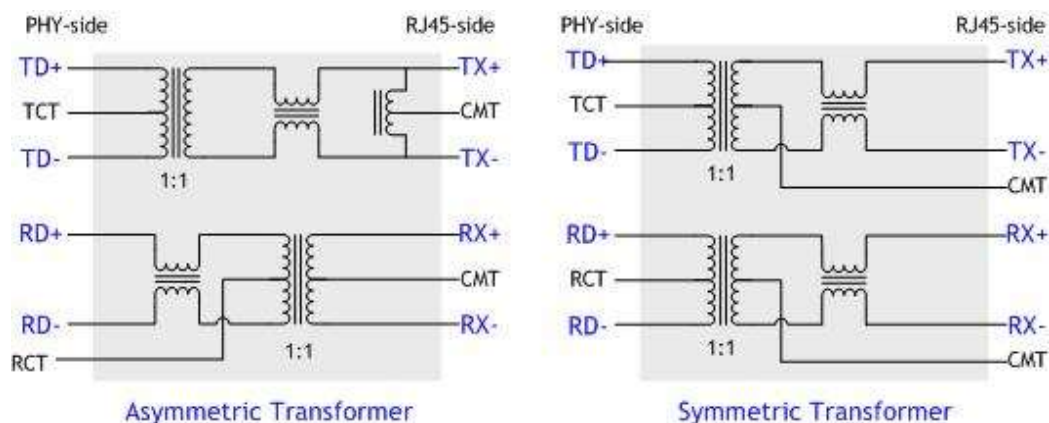 PHY-side RJ45-side
TD+ TX+
TCT CMT
TD- TX-
1:1
RD+ RX+
CMT
RD- RX-
RCT 1:1
Asymmetric Transformer
PHY-side RJ45-side
TD+ TX+
TCT
TD- TX-
1:1 CMT
RD+ RX+
RCT
RD- RX-
1:1
CMT
Symmetric Transformer